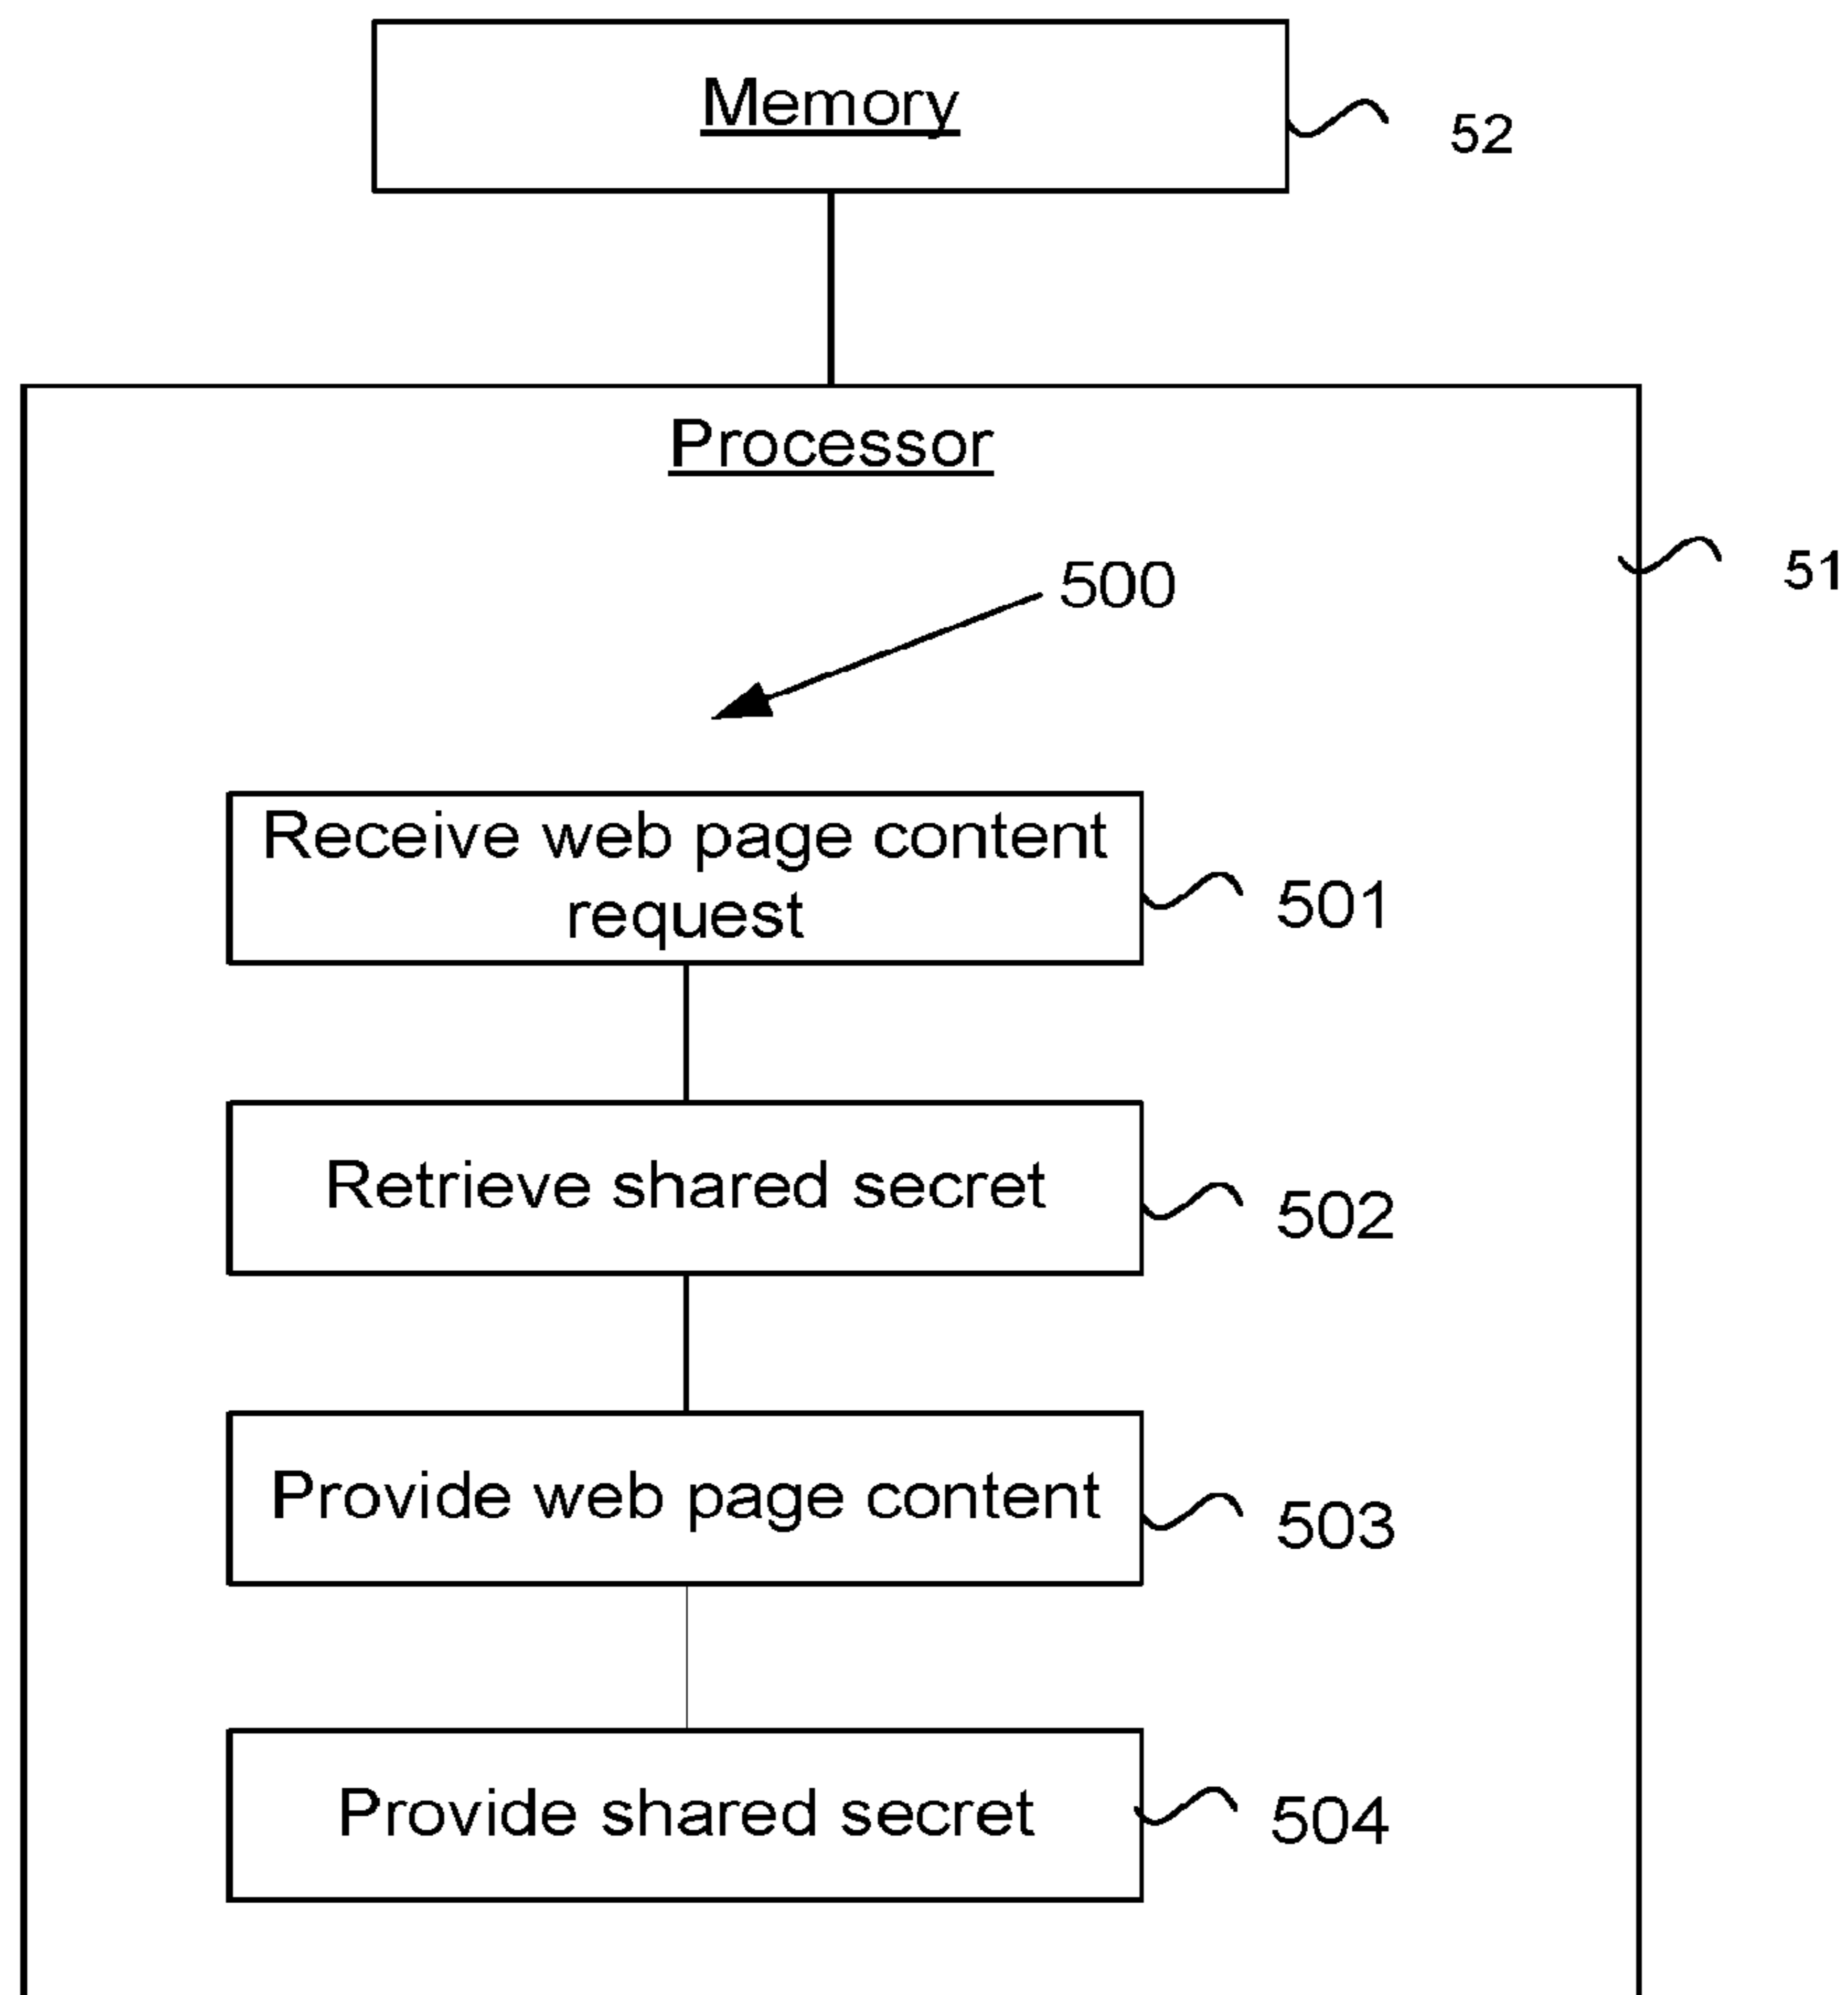 Memory
52
Processor
51
500
Receive web page content
request
501
Retrieve shared secret
502
Provide web page content
503
Provide shared secret
504